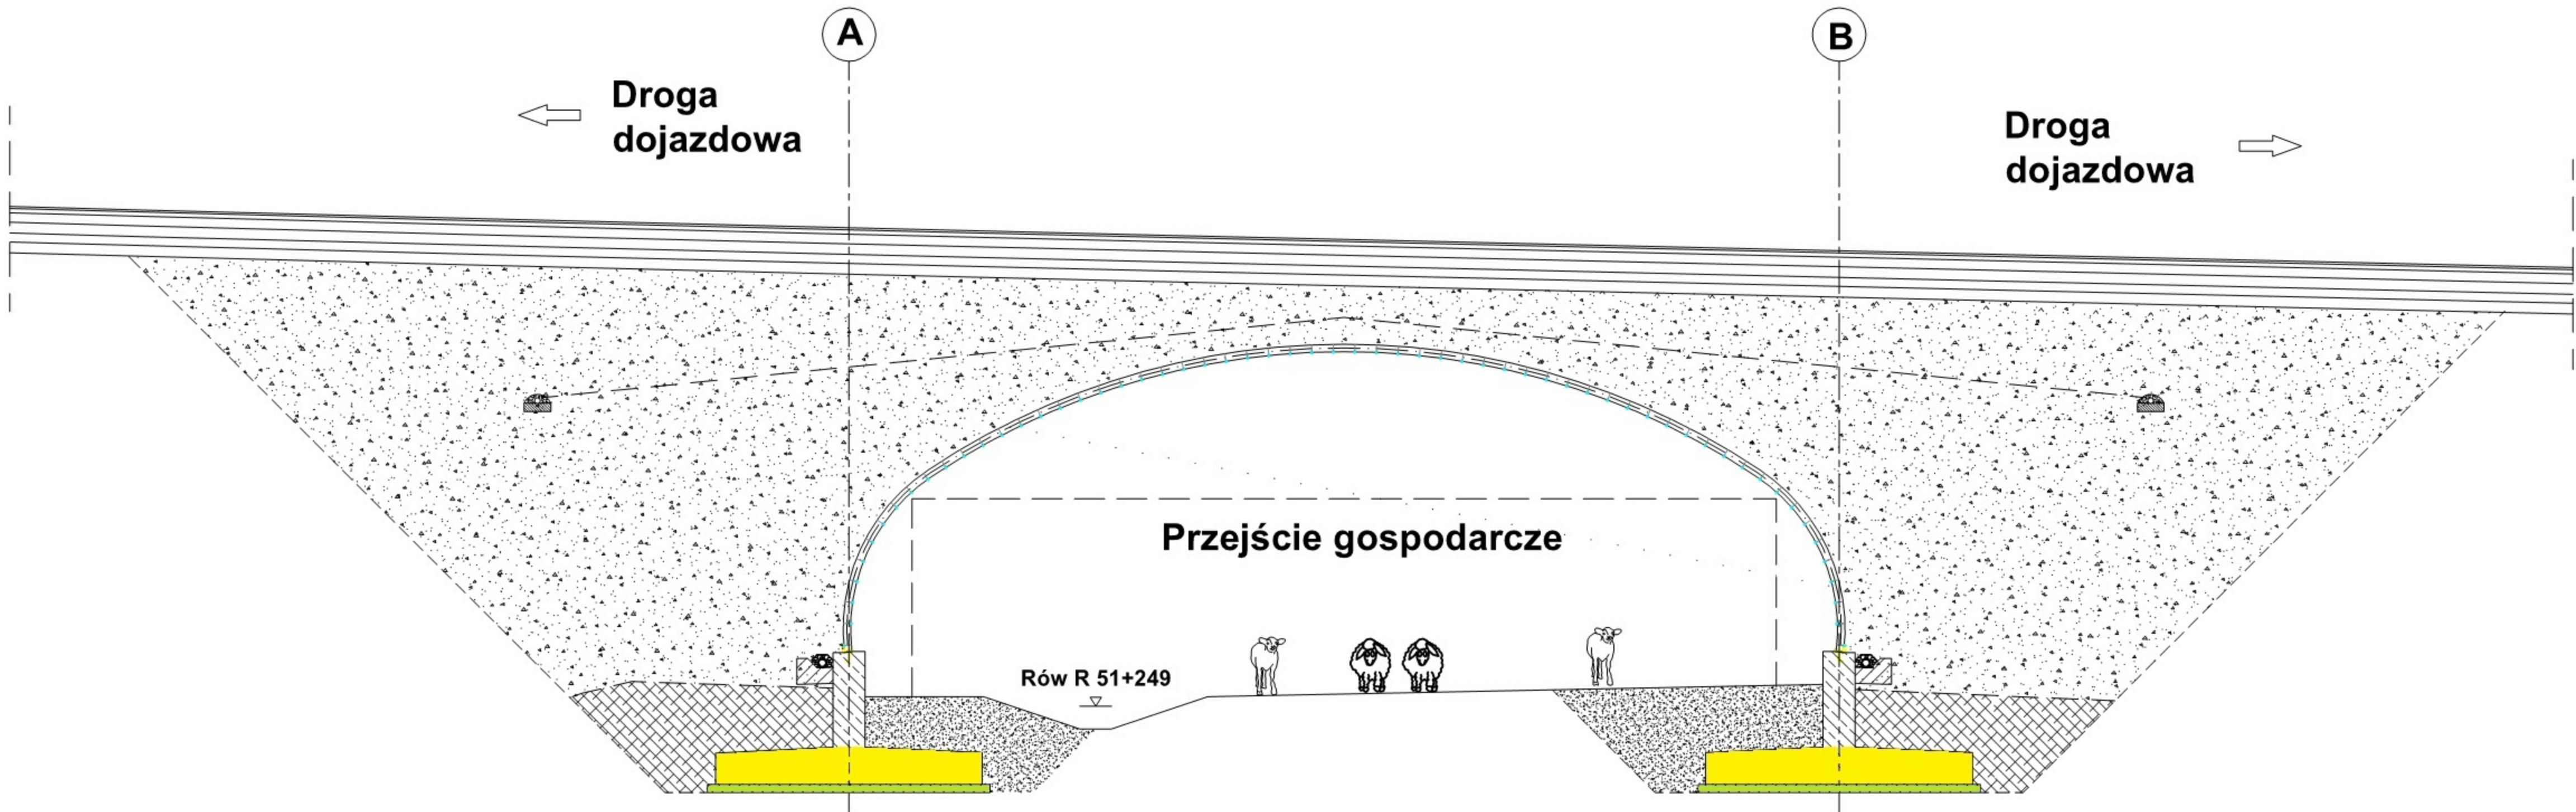 A
B
Droga
dojazdowa
Droga
dojazdowa
Przejście gospodarcze
Rów R 51+249